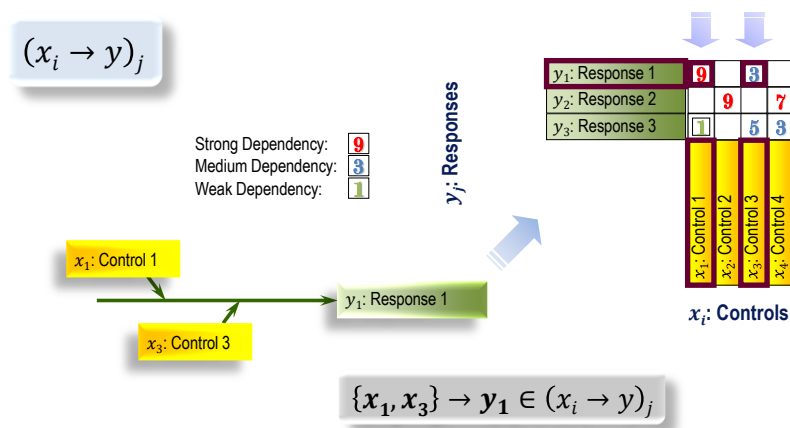 (xᵢ → y)ⱼ
y₁: Response 1 9 3
y₂: Response 2 9 7
y₃: Response 3 1 5 3
yⱼ: Responses
Strong Dependency: 9
Medium Dependency: 3
Weak Dependency: 1
x₁: Control 1
x₂: Control 2
x₃: Control 3
x₄: Control 4
xᵢ: Controls
x₁: Control 1
y₁: Response 1
x₃: Control 3
{x₁, x₃} → y₁ ∈ (xᵢ → y)ⱼ